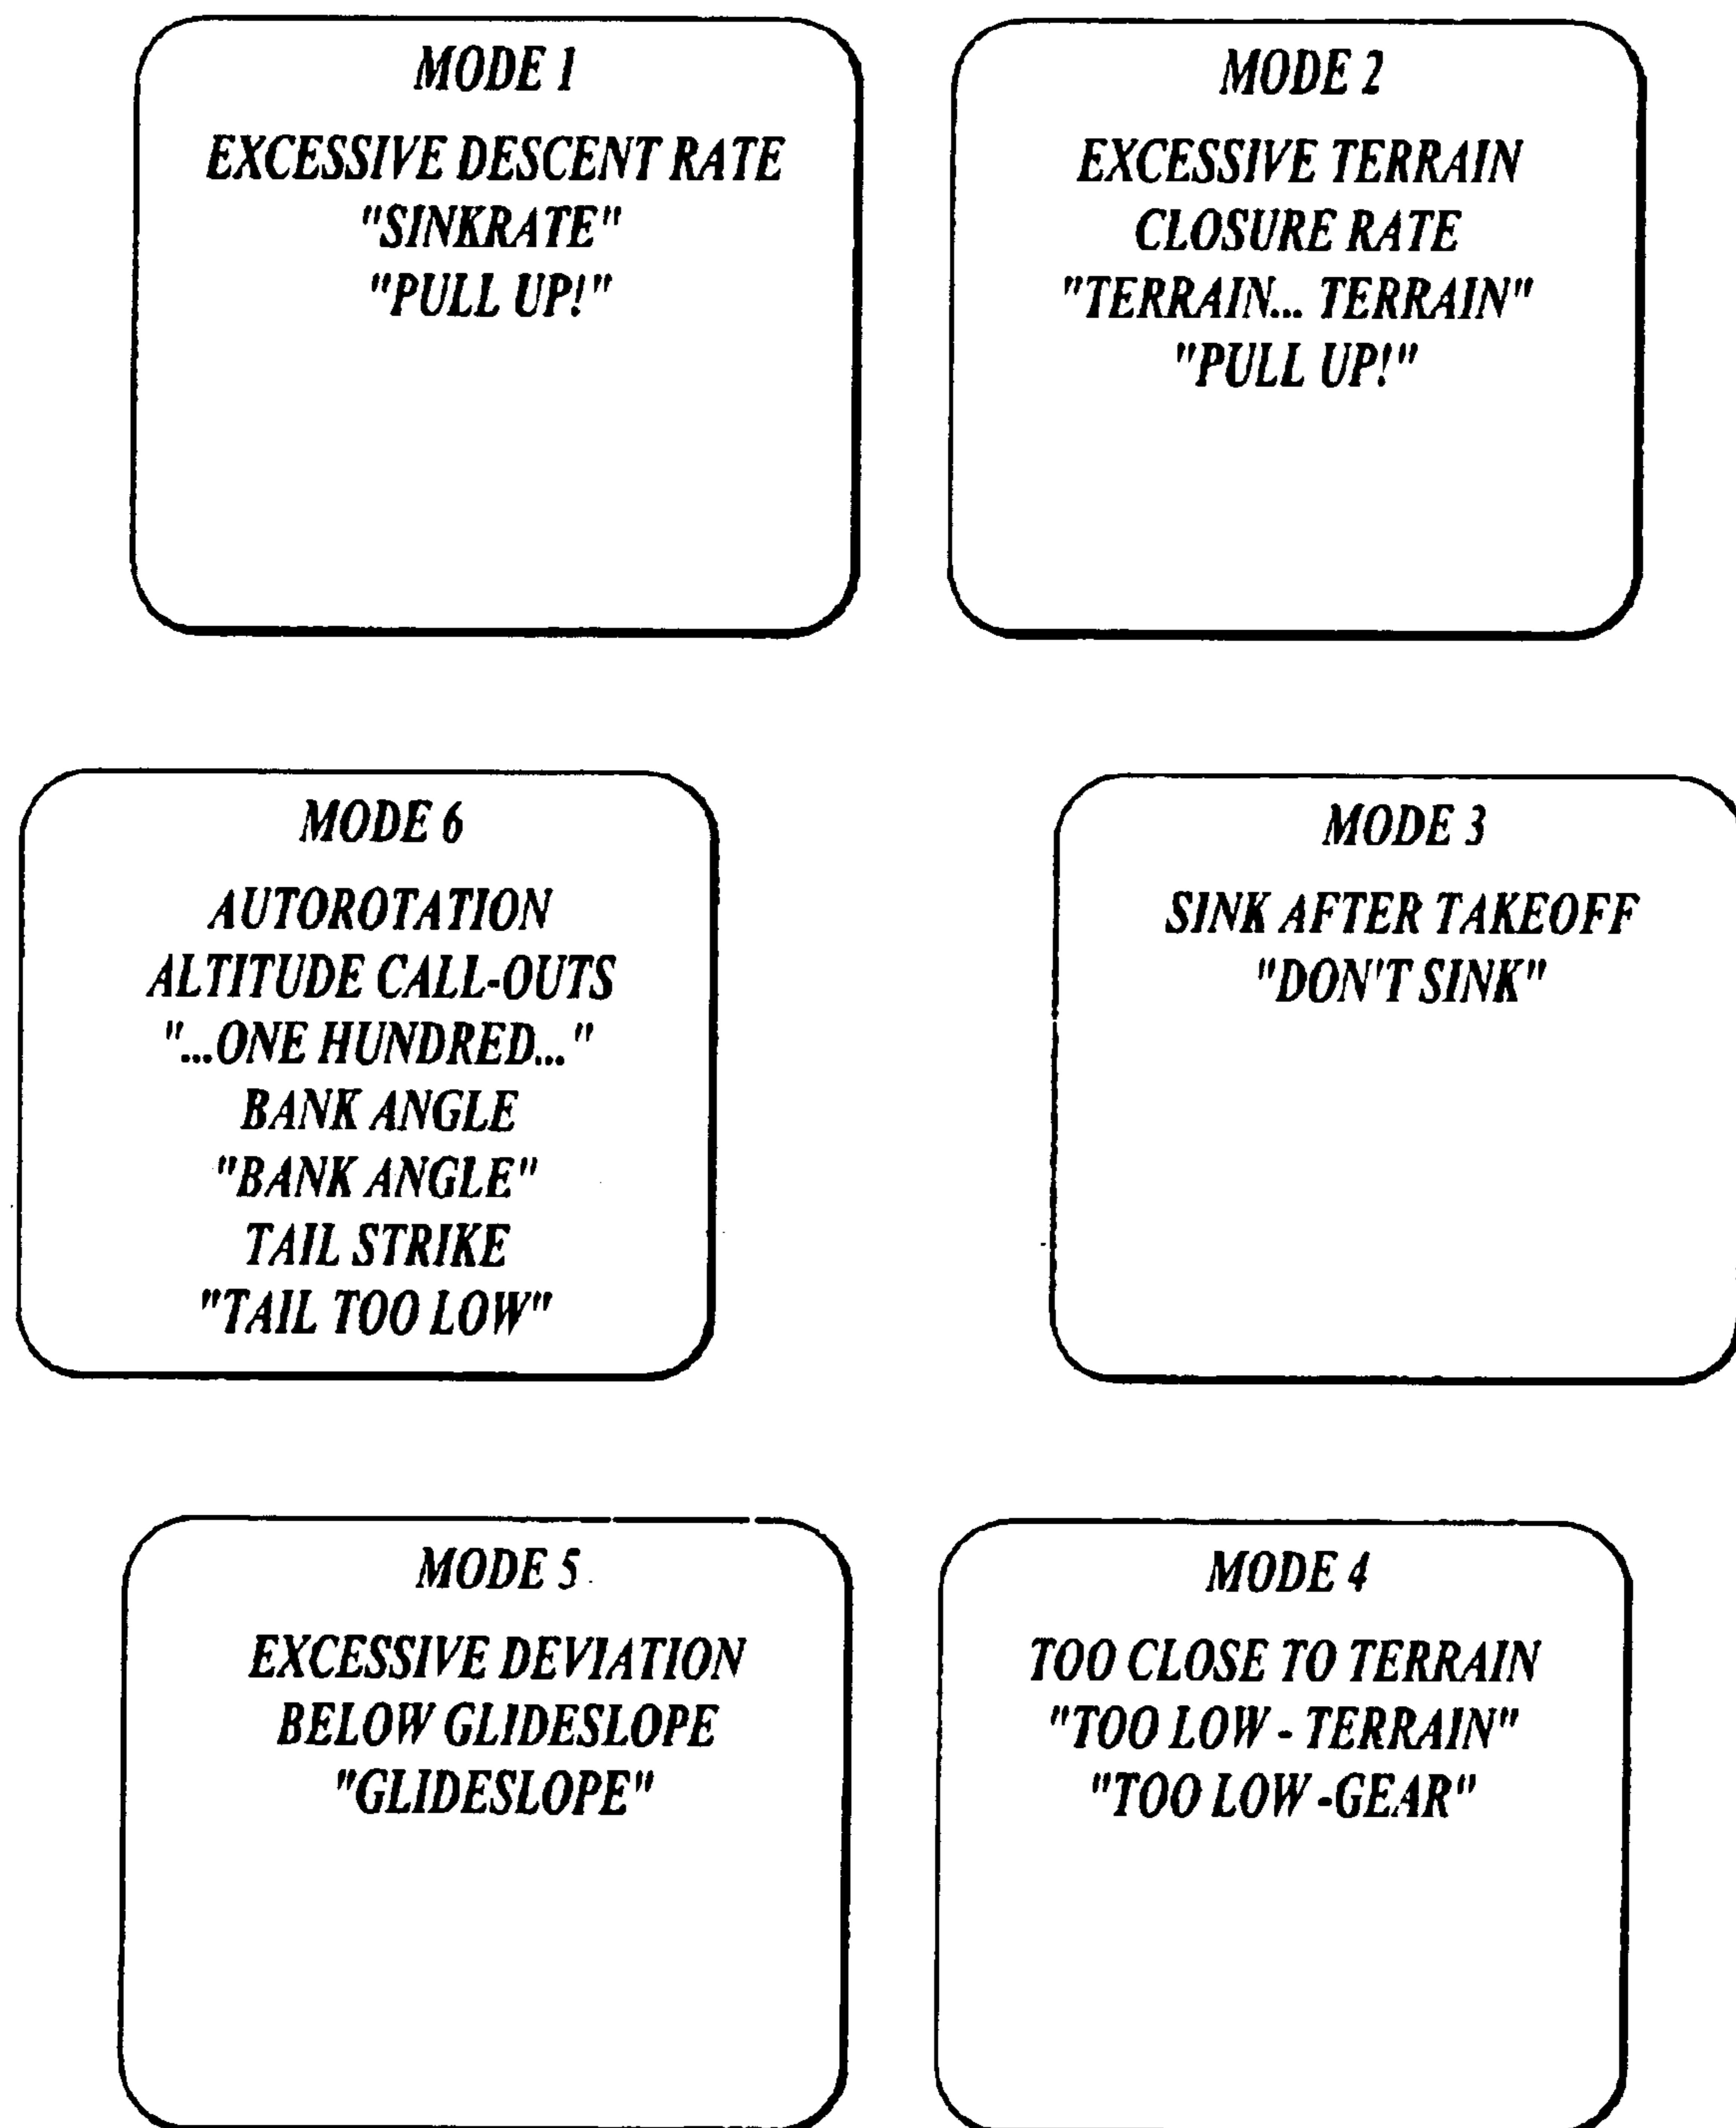 MODE 1
EXCESSIVE DESCENT RATE
"SINKRATE"
"PULL UP!"
MODE 2
EXCESSIVE TERRAIN
CLOSURE RATE
"TERRAIN... TERRAIN"
"PULL UP!"
MODE 6
AUTOROTATION
ALTITUDE CALL-OUTS
"...ONE HUNDRED..."
BANK ANGLE
"BANK ANGLE"
TAIL STRIKE
"TAIL TOO LOW"
MODE 3
SINK AFTER TAKEOFF
"DON'T SINK"
MODE 5
EXCESSIVE DEVIATION
BELOW GLIDESLOPE
"GLIDESLOPE"
MODE 4
TOO CLOSE TO TERRAIN
"TOO LOW - TERRAIN"
"TOO LOW -GEAR"